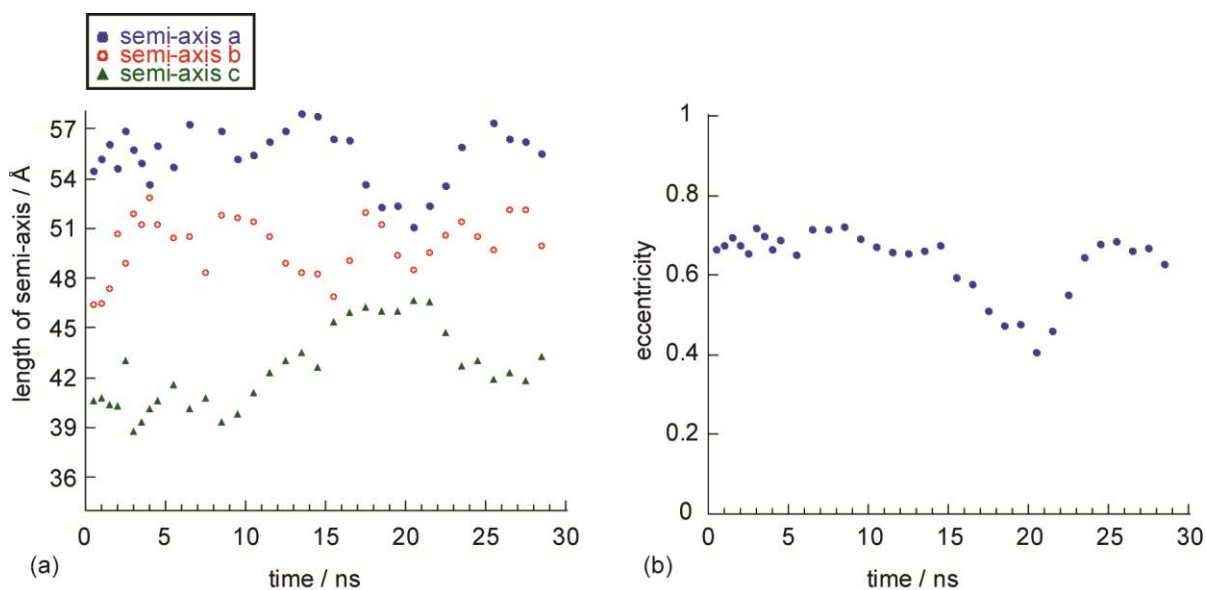 semi-axis a
semi-axis b
semi-axis c
length of semi-axis / Å
57
54
51
48
45
42
39
36
0 5 10 15 20 25 30
(a)
time / ns
eccentricity
1
0.8
0.6
0.4
0.2
0
0 5 10 15 20 25 30
(b)
time / ns